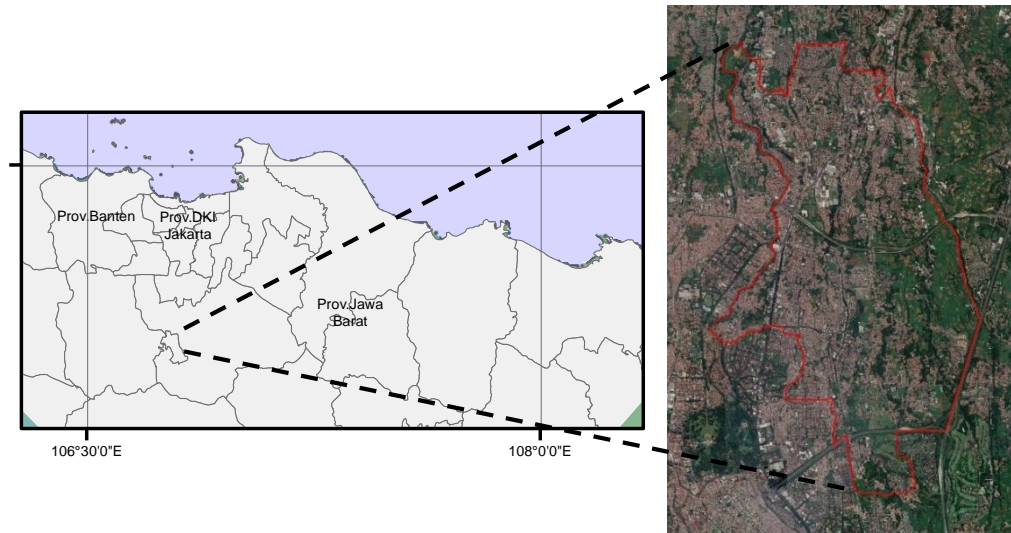 Prov.Banten
Prov.DKI
Jakarta
Prov.Jawa
Barat
106°30'0"E
108°0'0"E